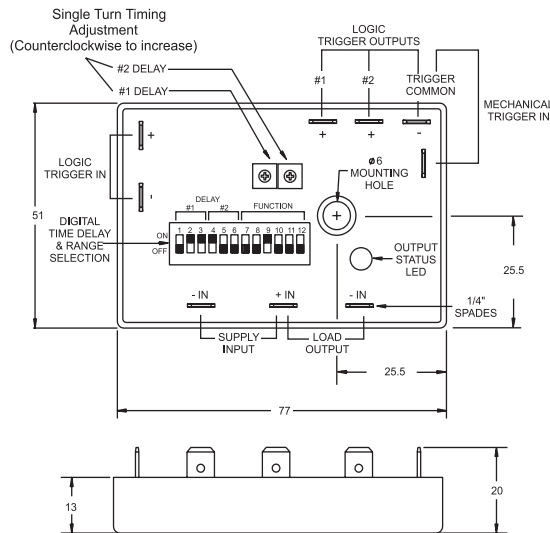 Single Turn Timing
Adjustment
(Counterclockwise to increase)
#2 DELAY
#1 DELAY
LOGIC
TRIGGER OUTPUTS
#1
#2
TRIGGER
COMMON
MECHANICAL
TRIGGER IN
+
+
-
+
LOGIC
TRIGGER IN
-
ø6
MOUNTING
HOLE
51
DELAY
#1
#2
FUNCTION
1 2 3 4 5 6 7 8 9 10 11 12
ON
OFF
DIGITAL
TIME DELAY
& RANGE
SELECTION
OUTPUT
STATUS
LED
25.5
- IN
+ IN
- IN
1/4"
SPADES
SUPPLY
INPUT
LOAD
OUTPUT
25.5
77
13
20